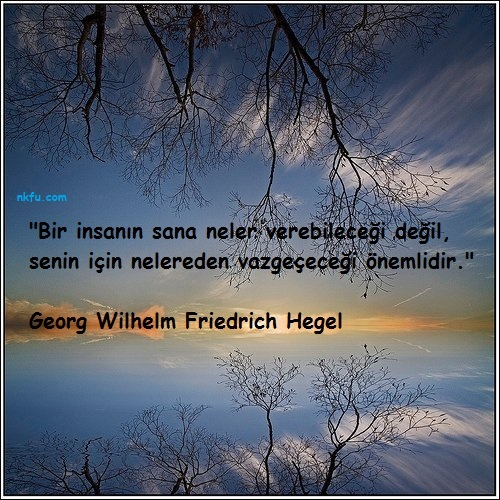 nkfu.com
"Bir insanın sana neler verebileceği değil,
senin için nelereden vazgeçeceği önemlidir."
Georg Wilhelm Friedrich Hegel